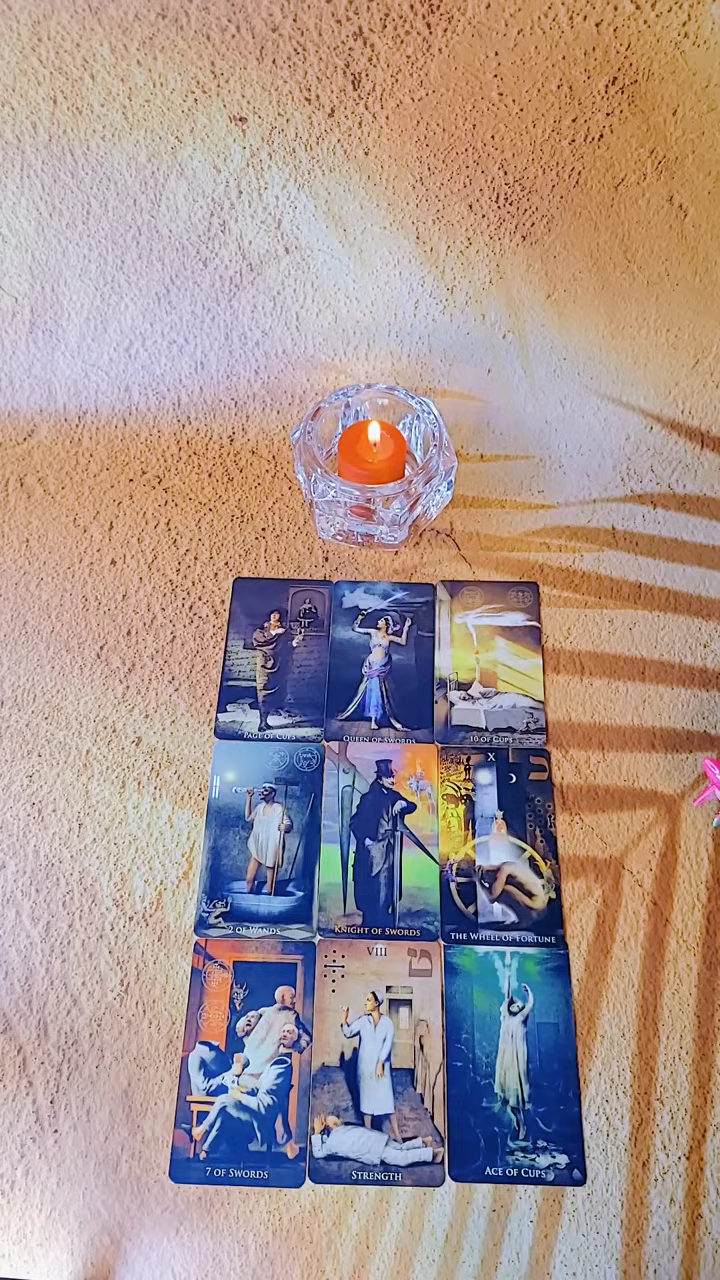 PAGE OF CUPS
QUEEN OF SWORDS
10 OF CUPS
2 OF WANDS
KNIGHT OF SWORDS
X
THE WHEEL OF FORTUNE
7 OF SWORDS
VIII
STRENGTH
ACE OF CUPS